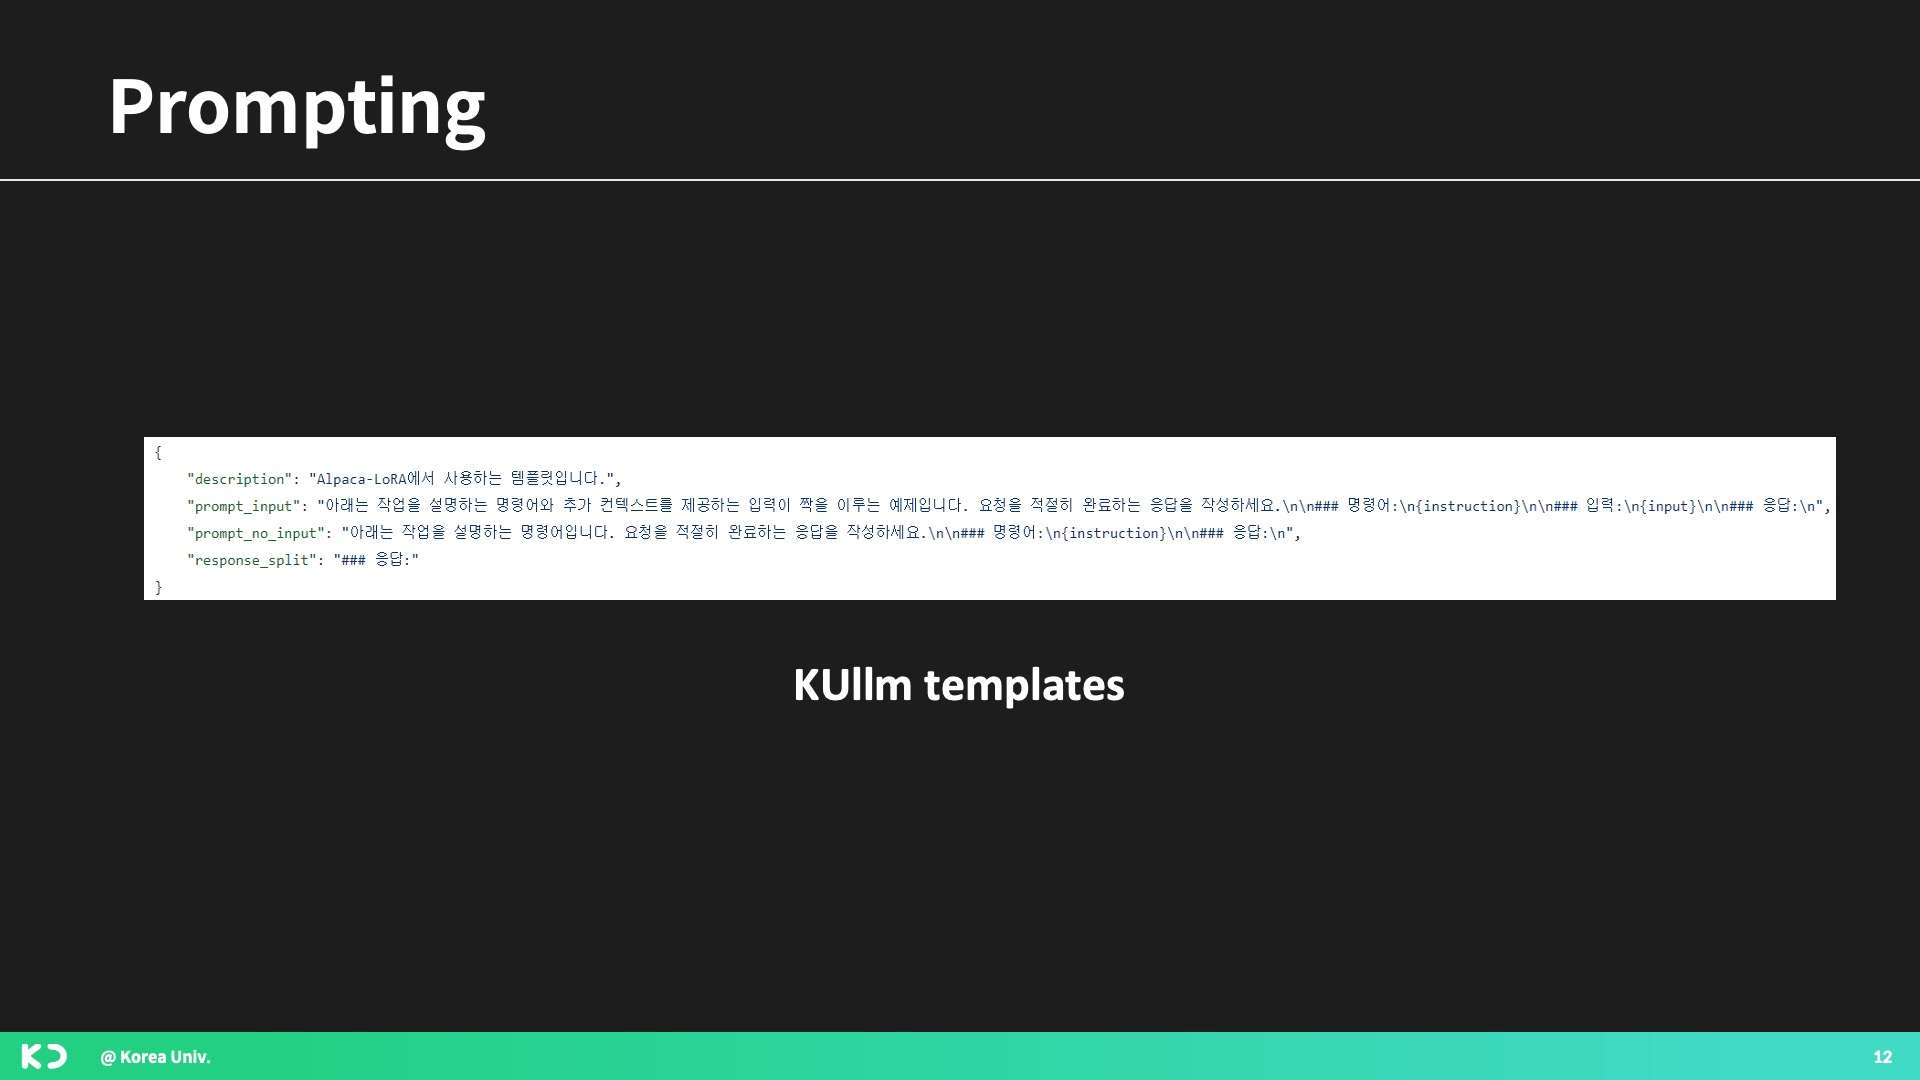 Prompting
{
"description": "Alpaca-LoRA에서 사용하는 템플릿입니다.",
"prompt_input": "아래는 작업을 설명하는 명령어와 추가 컨텍스트를 제공하는 입력이 짝을 이루는 예제입니다. 요청을 적절히 완료하는 응답을 작성하세요.\n\n### 명령어:\n{instruction}\n\n### 입력:\n{input}\n\n### 응답:\n",
"prompt_no_input": "아래는 작업을 설명하는 명령어입니다. 요청을 적절히 완료하는 응답을 작성하세요.\n\n### 명령어:\n{instruction}\n\n### 응답:\n",
"response_split": "### 응답:"
}
KUllm templates
@ Korea Univ.
12